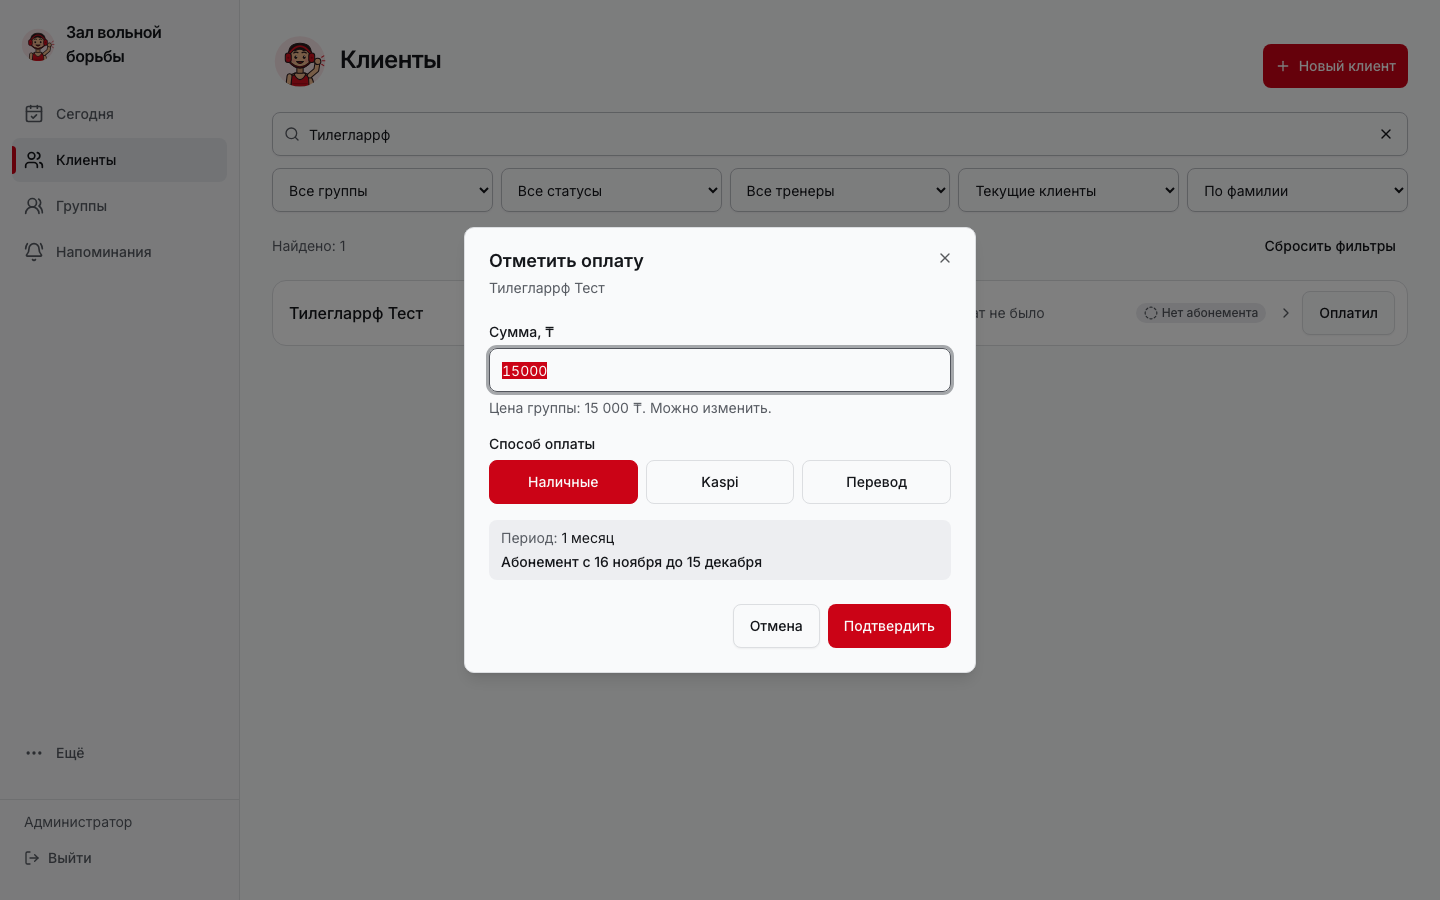 Зал вольной
борьбы
Сегодня
Клиенты
Группы
Напоминания
Ещё
Администратор
Выйти
Клиенты
Новый клиент
Тилегларрф
Все группы
Все статусы
Все тренеры
Текущие клиенты
По фамилии
Найдено: 1
Сбросить фильтры
Тилегларрф Тест
не было
Нет абонемента
Оплатил
Отметить оплату
Тилегларрф Тест
Сумма, ₸
15000
Цена группы: 15 000 ₸. Можно изменить.
Способ оплаты
Наличные
Kaspi
Перевод
Период: 1 месяц
Абонемент с 16 ноября до 15 декабря
Отмена
Подтвердить